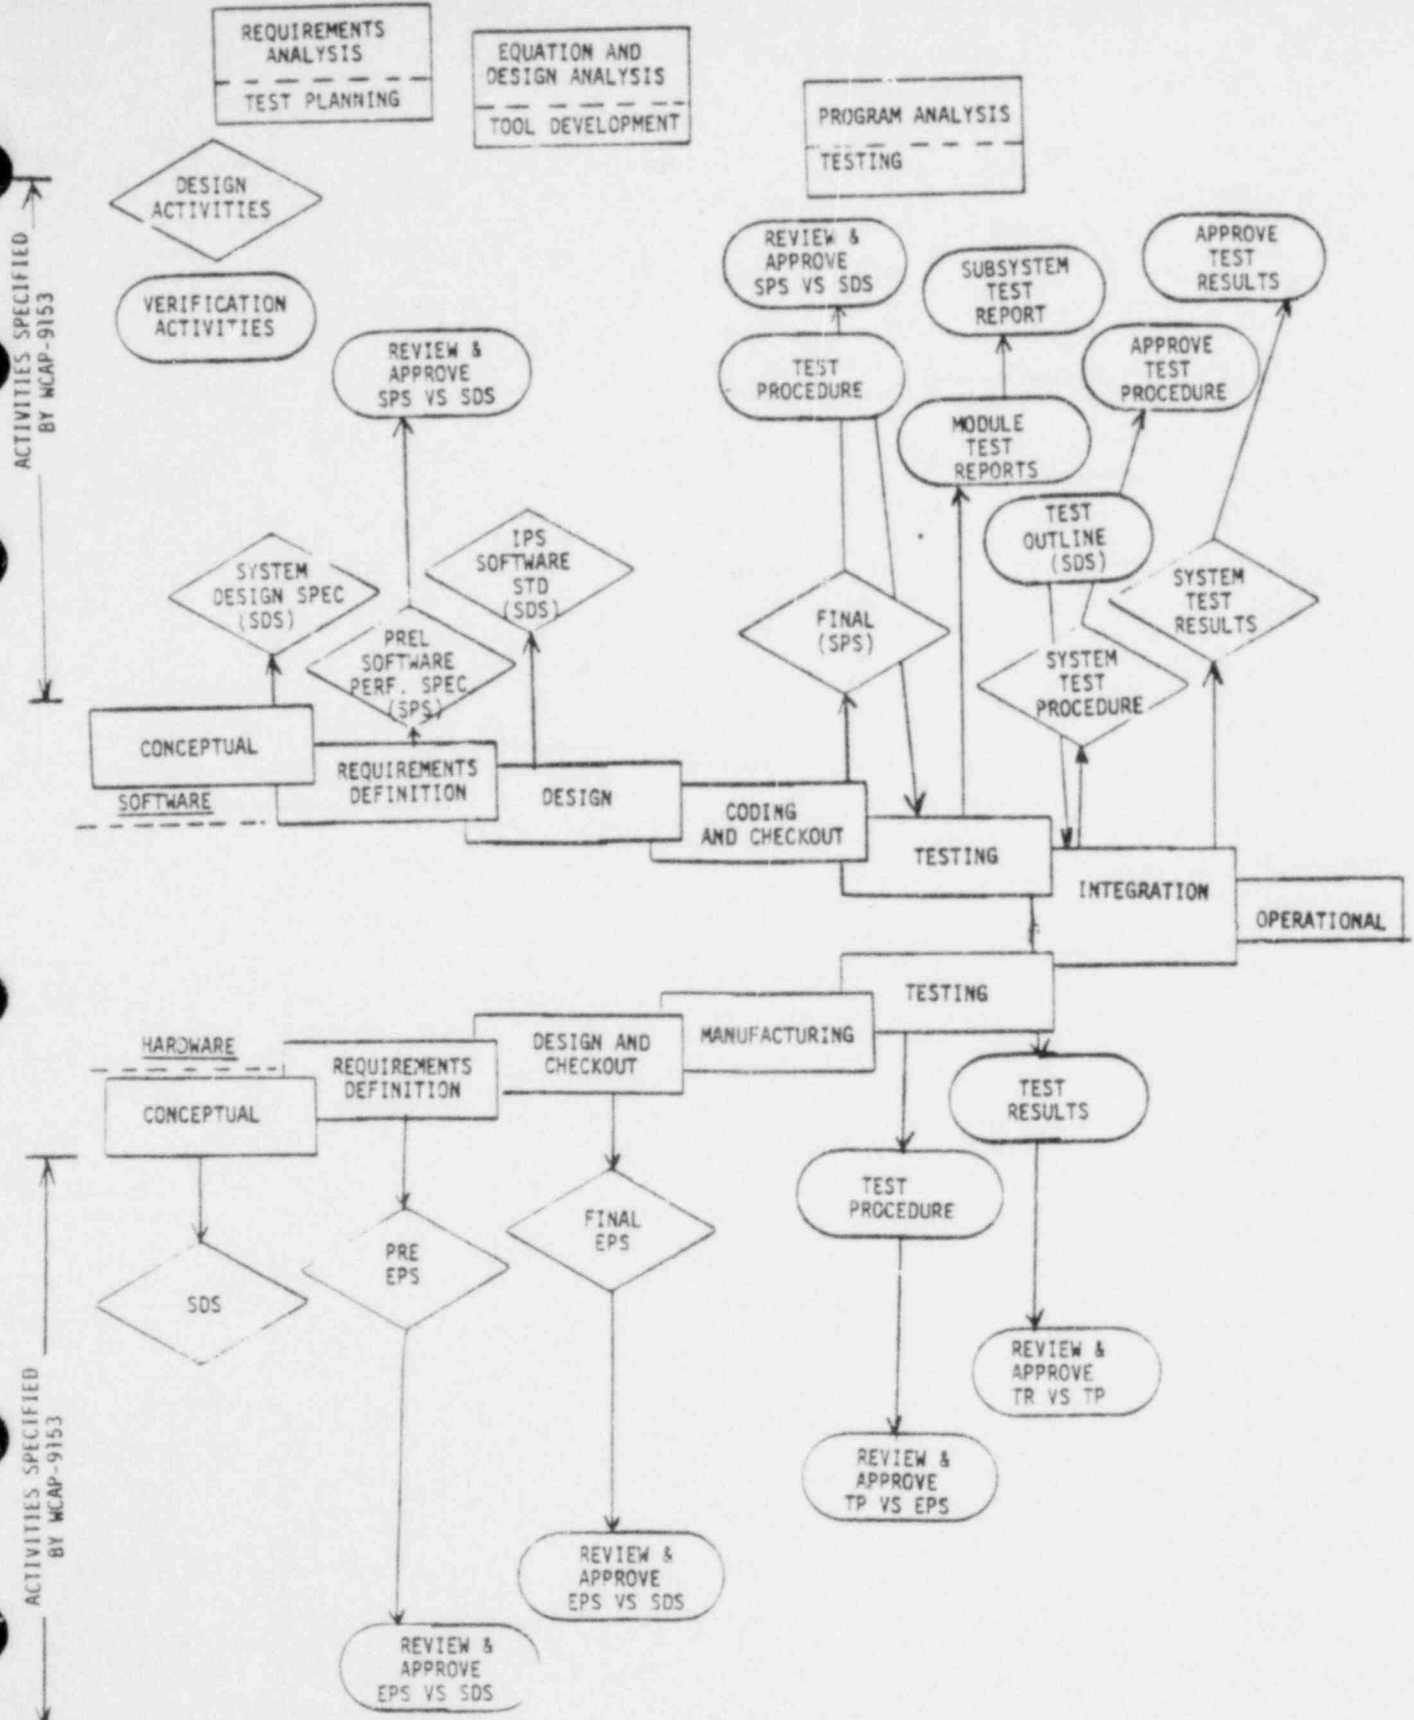 REQUIREMENTS
ANALYSIS
TEST PLANNING
EQUATION AND
DESIGN ANALYSIS
TOOL DEVELOPMENT
PROGRAM ANALYSIS
TESTING
DESIGN
ACTIVITIES
VERIFICATION
ACTIVITIES
ACTIVITIES SPECIFIED
BY WCAP-9153
REVIEW &
APPROVE
SPS VS SDS
REVIEW &
APPROVE
SPS VS SDS
TEST
PROCEDURE
SUBSYSTEM
TEST
REPORT
MODULE
TEST
REPORTS
APPROVE
TEST
RESULTS
APPROVE
TEST
PROCEDURE
TEST
OUTLINE
(SDS)
SYSTEM
DESIGN SPEC
(SDS)
PREL
SOFTWARE
PERF. SPEC
(SPS)
IPS
SOFTWARE
STD
(SDS)
FINAL
(SPS)
SYSTEM
TEST
PROCEDURE
SYSTEM
TEST
RESULTS
CONCEPTUAL
SOFTWARE
REQUIREMENTS
DEFINITION
DESIGN
CODING
AND CHECKOUT
TESTING
INTEGRATION
OPERATIONAL
HARDWARE
CONCEPTUAL
REQUIREMENTS
DEFINITION
DESIGN AND
CHECKOUT
MANUFACTURING
TESTING
TEST
RESULTS
TEST
PROCEDURE
SDS
PRE
EPS
FINAL
EPS
REVIEW &
APPROVE
TR VS TP
REVIEW &
APPROVE
TP VS EPS
REVIEW &
APPROVE
EPS VS SDS
REVIEW &
APPROVE
EPS VS SDS
ACTIVITIES SPECIFIED
BY WCAP-9153